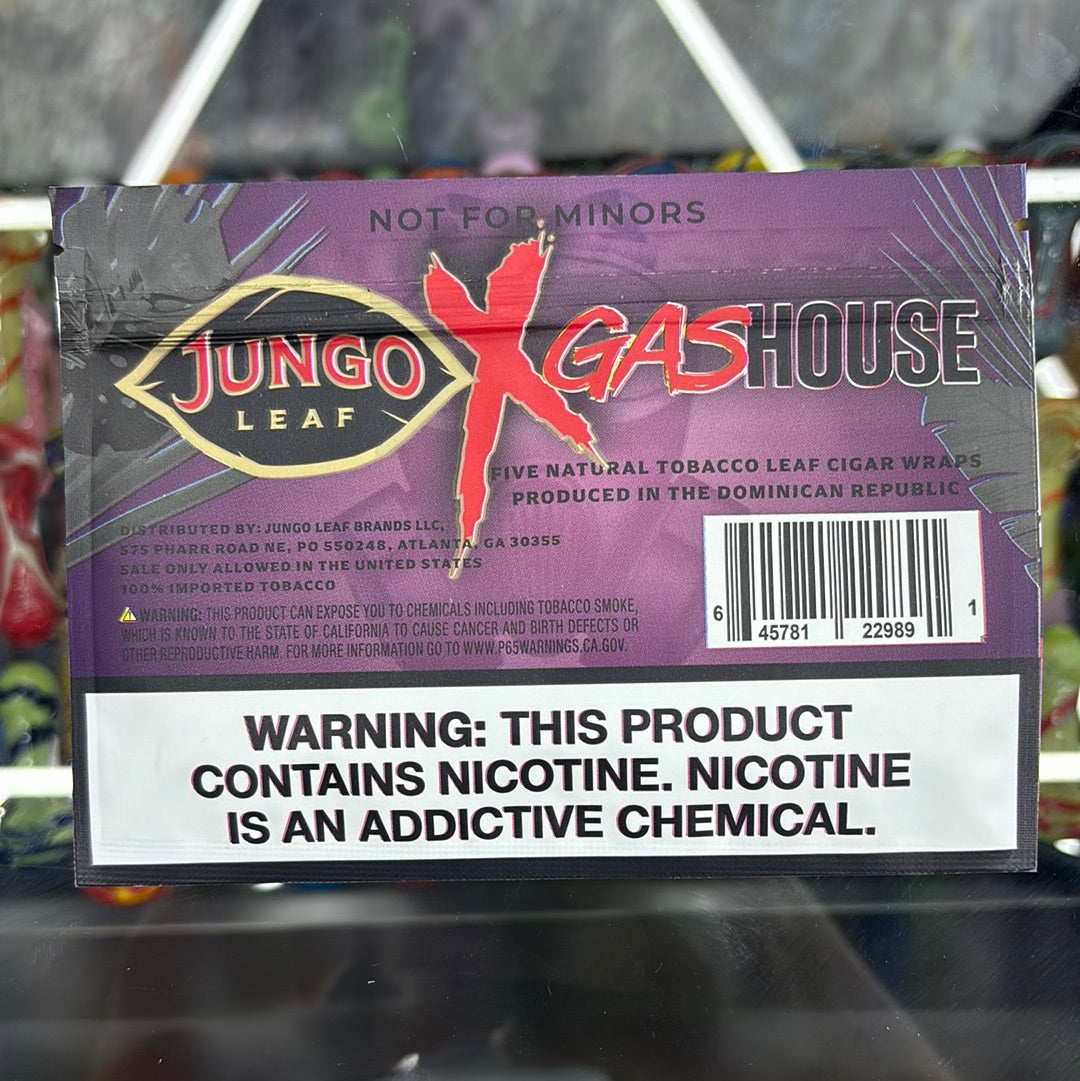 NOT FOR MINORS
JUNGO
LEAF
X
GASHOUSE
FIVE NATURAL TOBACCO LEAF CIGAR WRAPS
PRODUCED IN THE DOMINICAN REPUBLIC
DISTRIBUTED BY: JUNGO LEAF BRANDS LLC,
575 PHARR ROAD NE, PO 550248, ATLANTA, GA 30355
SALE ONLY ALLOWED IN THE UNITED STATES
100% IMPORTED TOBACCO
⚠ WARNING: THIS PRODUCT CAN EXPOSE YOU TO CHEMICALS INCLUDING TOBACCO SMOKE,
WHICH IS KNOWN TO THE STATE OF CALIFORNIA TO CAUSE CANCER AND BIRTH DEFECTS OR
OTHER REPRODUCTIVE HARM. FOR MORE INFORMATION GO TO WWW.P65WARNINGS.CA.GOV.
6 45781 22989 1
WARNING: THIS PRODUCT
CONTAINS NICOTINE. NICOTINE
IS AN ADDICTIVE CHEMICAL.